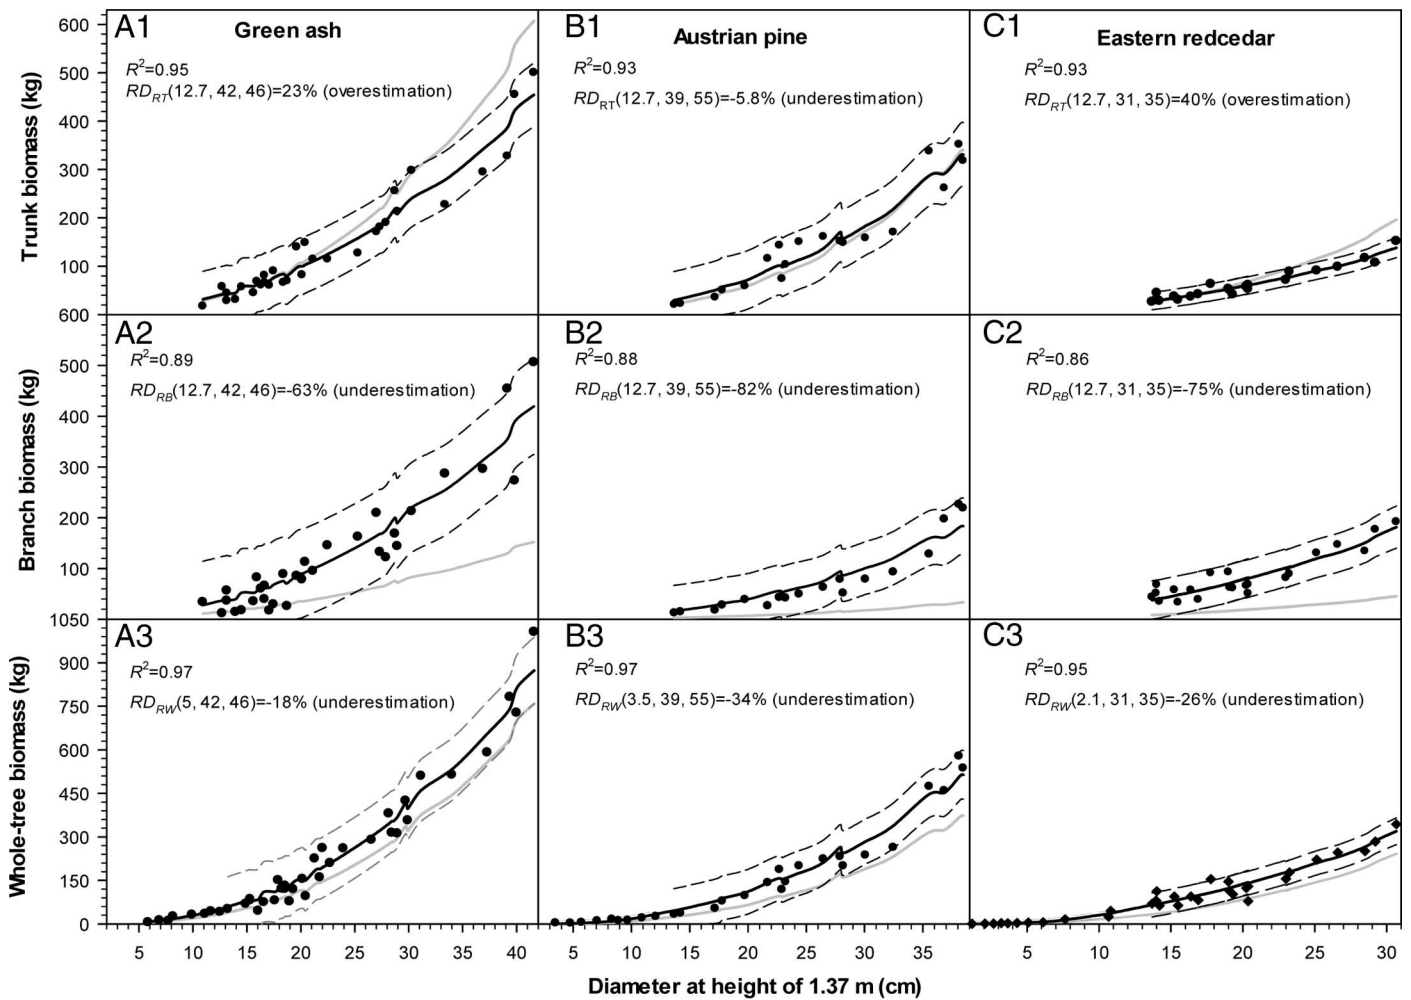 A1
Green ash
R²=0.95
RD_RT(12.7, 42, 46)=23% (overestimation)
B1
Austrian pine
R²=0.93
RD_RT(12.7, 39, 55)=-5.8% (underestimation)
C1
Eastern redcedar
R²=0.93
RD_RT(12.7, 31, 35)=40% (overestimation)
Trunk biomass (kg)
600
500
400
300
200
100
A2
R²=0.89
RD_RB(12.7, 42, 46)=-63% (underestimation)
B2
R²=0.88
RD_RB(12.7, 39, 55)=-82% (underestimation)
C2
R²=0.86
RD_RB(12.7, 31, 35)=-75% (underestimation)
Branch biomass (kg)
600
500
400
300
200
100
A3
R²=0.97
RD_RW(5, 42, 46)=-18% (underestimation)
B3
R²=0.97
RD_RW(3.5, 39, 55)=-34% (underestimation)
C3
R²=0.95
RD_RW(2.1, 31, 35)=-26% (underestimation)
Whole-tree biomass (kg)
1050
900
750
600
450
300
150
0
5 10 15 20 25 30 35 40
5 10 15 20 25 30 35
5 10 15 20 25 30
Diameter at height of 1.37 m (cm)